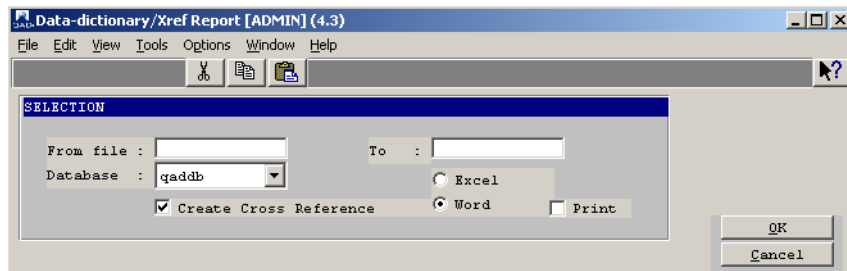 Data-dictionary/Xref Report [ADMIN] (4.3)
File Edit View Tools Options Window Help
SELECTION
From file : To :
Database : qaddb Excel
Create Cross Reference Word Print
OK
Cancel